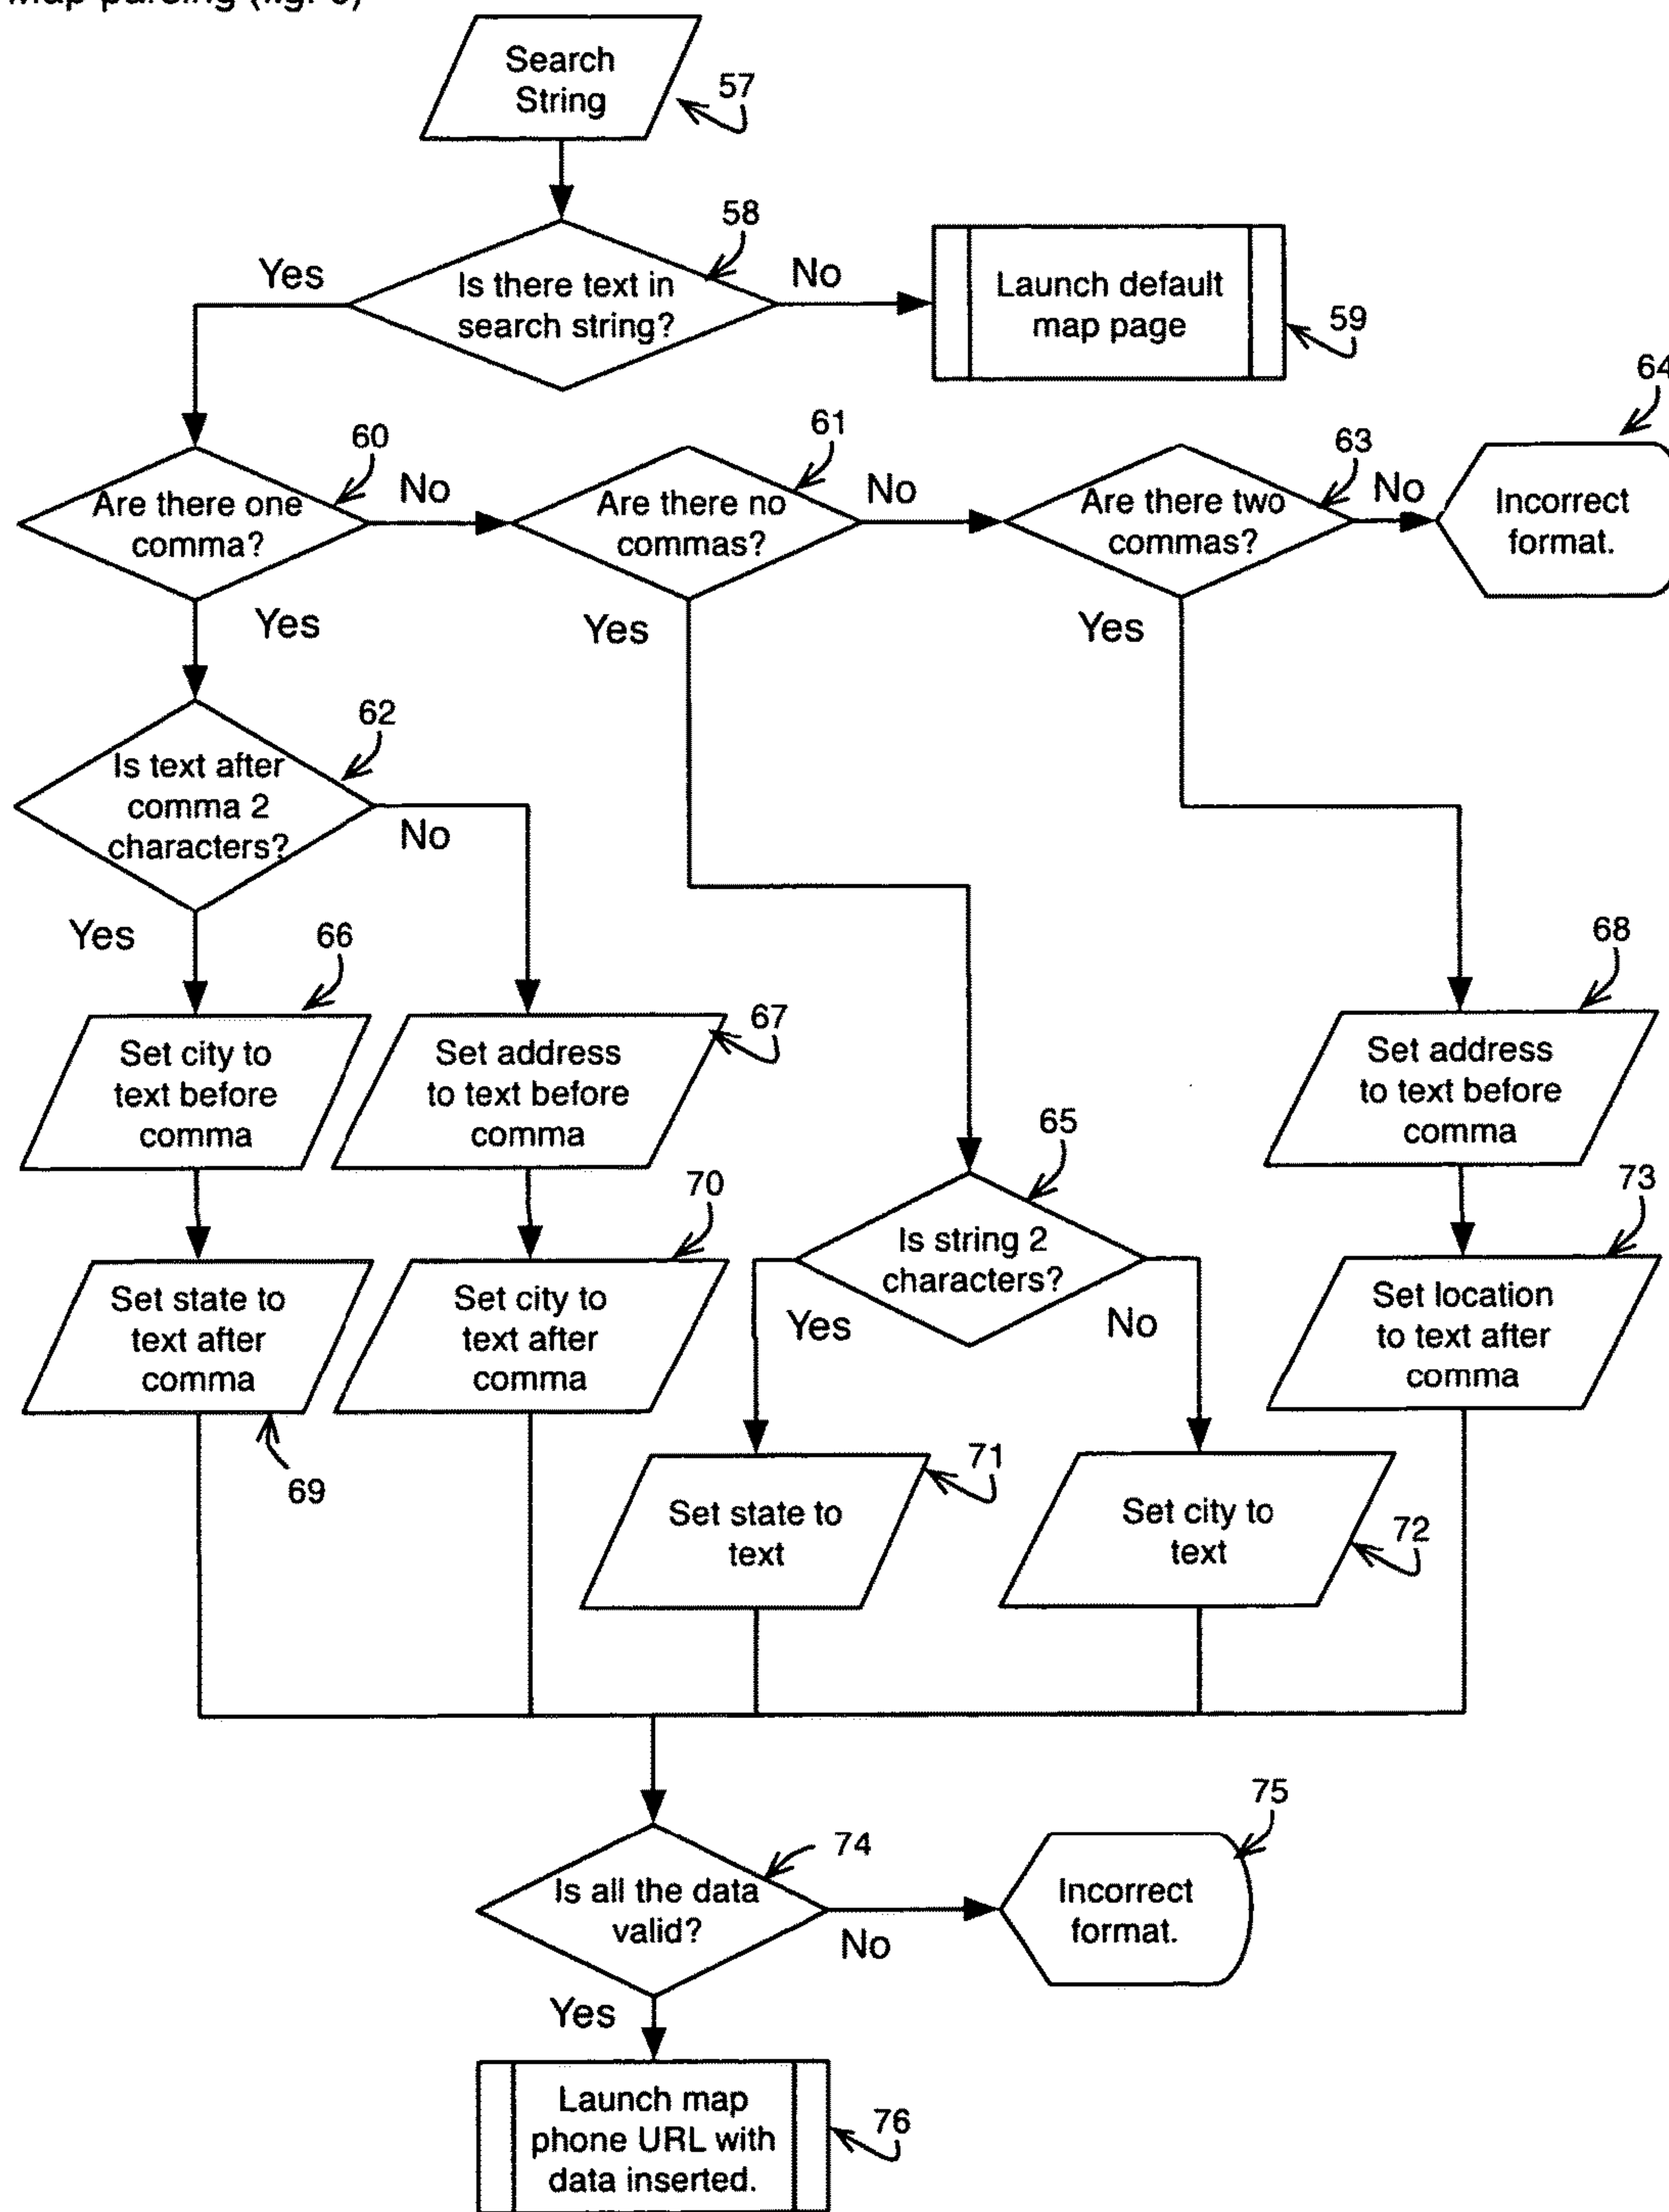 Map parsing (fig. 6)
Search
String
57
58
Yes
No
Is there text in
search string?
Launch default
map page
59
64
60
61
63
No
No
No
Are there one
comma?
Are there no
commas?
Are there two
commas?
Incorrect
format.
Yes
Yes
Yes
62
Is text after
comma 2
characters?
No
Yes
66
67
68
Set city to
text before
comma
Set address
to text before
comma
Set address
to text before
comma
65
70
73
Is string 2
characters?
Set state to
text after
comma
Set city to
text after
comma
Yes
No
Set location
to text after
comma
69
71
72
Set state to
text
Set city to
text
74
75
Is all the data
valid?
No
Incorrect
format.
Yes
Launch map
phone URL with
data inserted.
76